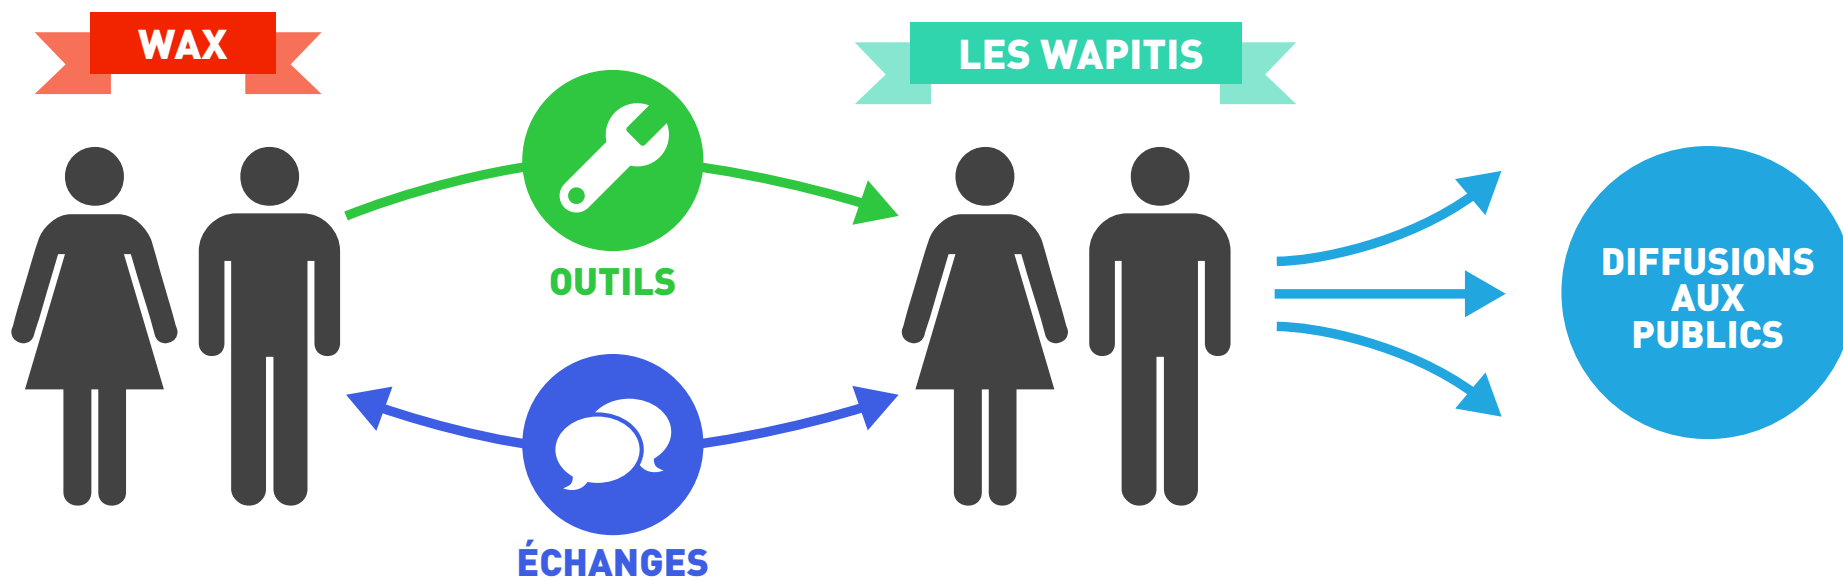 WAX
LES WAPITIS
OUTILS
ÉCHANGES
DIFFUSIONS
AUX
PUBLICS